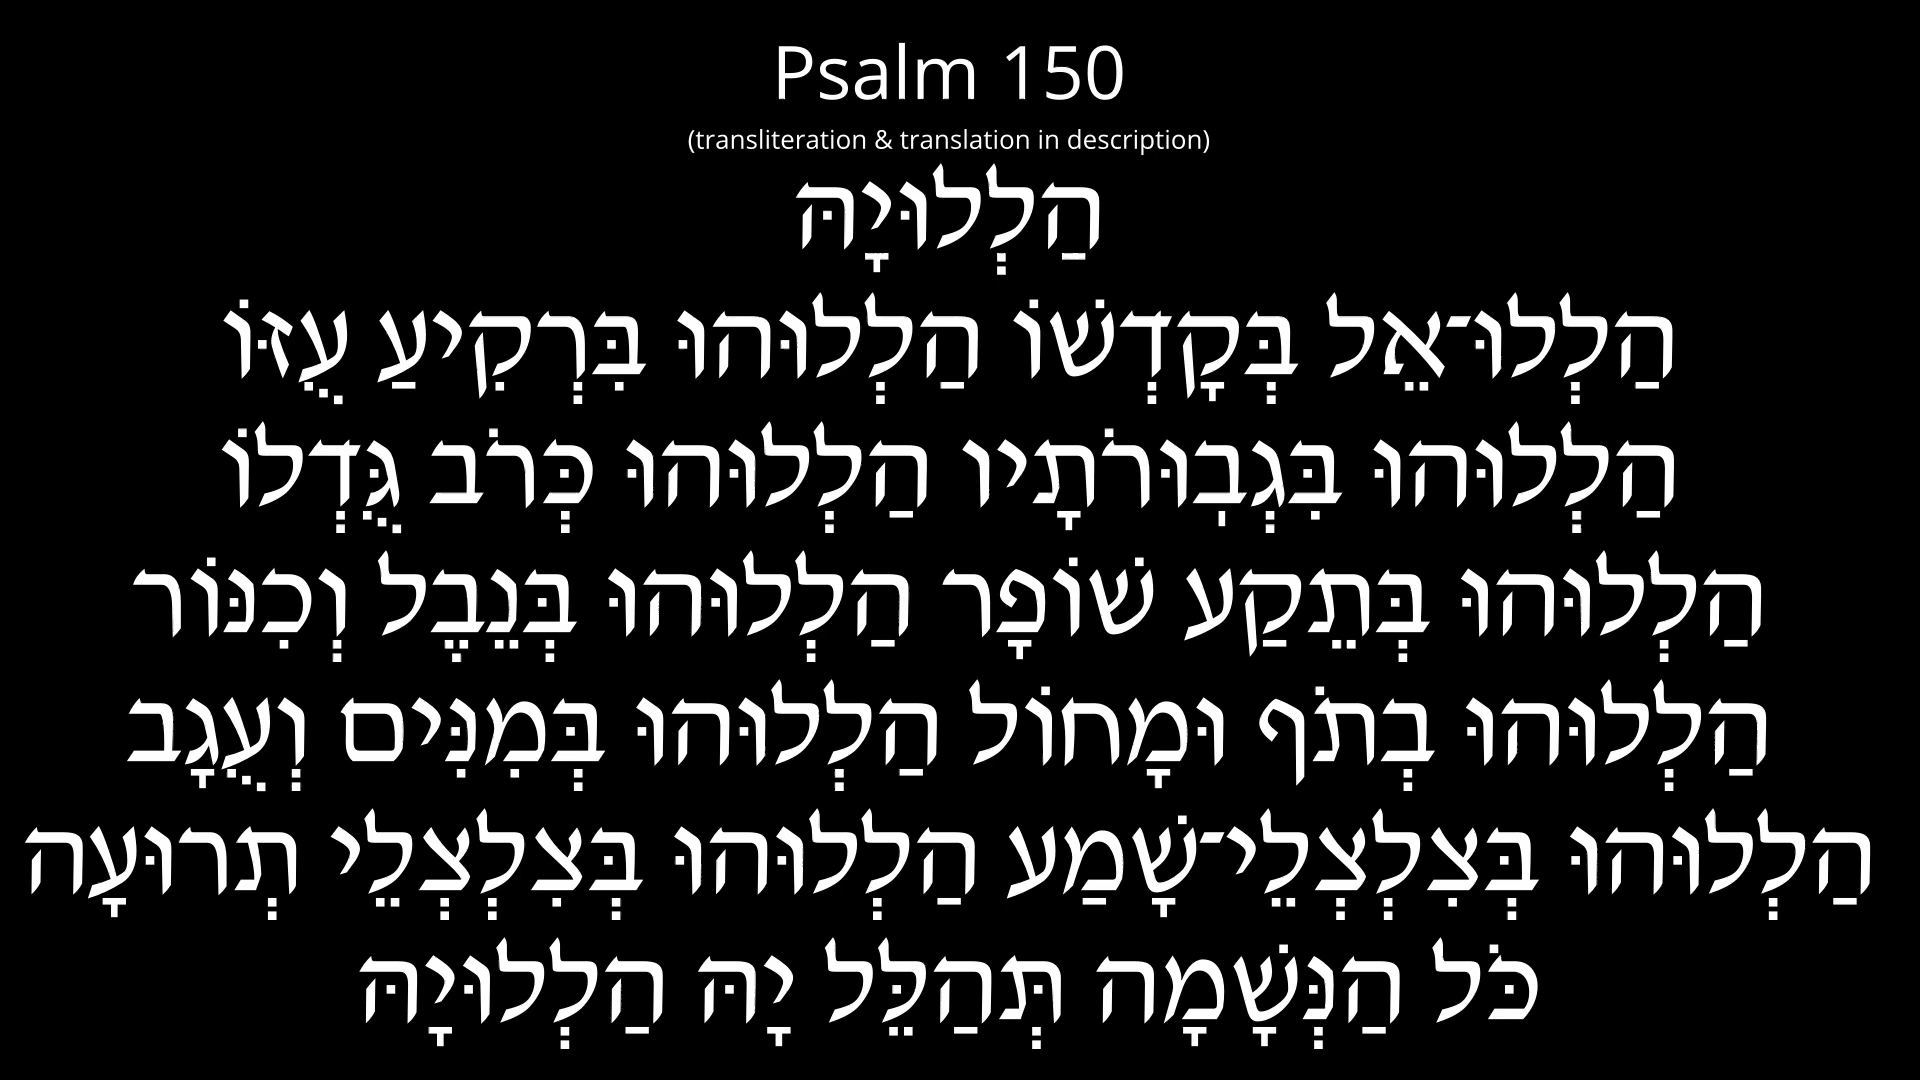 Psalm 150
(transliteration & translation in description)
הַלְלוּיָהּ
הַלְלוּ־אֵל בְּקָדְשׁוֹ הַלְלוּהוּ בִּרְקִיעַ עֻזּוֹ
הַלְלוּהוּ בִּגְבֽוּרֹתָיו הַלְלוּהוּ כְּרֹב גֻּדְלוֹ
הַלְלוּהוּ בְּתֵקַע שׁוֹפָר הַלְלוּהוּ בְּנֵבֶל וְכִנּוֹר
הַלְלוּהוּ בְתֹף וּמָחוֹל הַלְלוּהוּ בְּמִנִּים וְעֻגָב
הַלְלוּהוּ בְּצִלְצְלֵי־שָׁמַע הַלְלוּהוּ בְּצִלְצְלֵי תְרוּעָה
כֹּל הַנְּשָׁמָה תְּהַלֵּל יָהּ הַלְלוּיָהּ